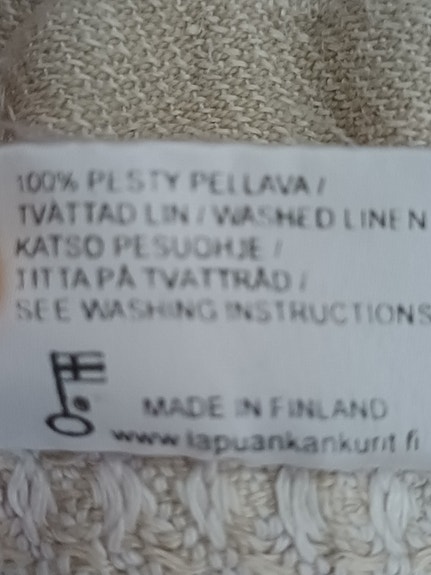 100% PESTY PELLAVA /
TVÄTTAD LIN / WASHED LINEN
KATSO PESUOHJE /
TITTA PÅ TVÄTTRÅD /
SEE WASHING INSTRUCTIONS
MADE IN FINLAND
www.lapuankankurit.fi